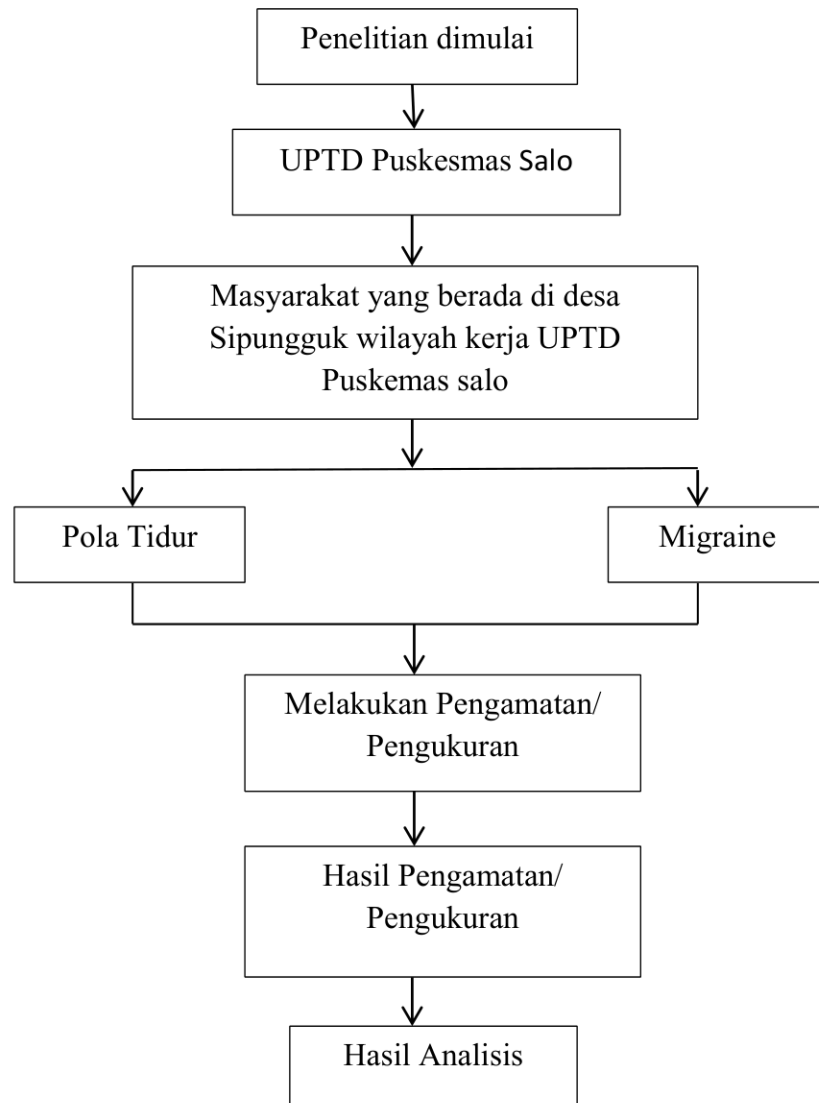 Penelitian dimulai
UPTD Puskesmas Salo
Masyarakat yang berada di desa
Sipungguk wilayah kerja UPTD
Puskemas salo
Pola Tidur
Migraine
Melakukan Pengamatan/
Pengukuran
Hasil Pengamatan/
Pengukuran
Hasil Analisis